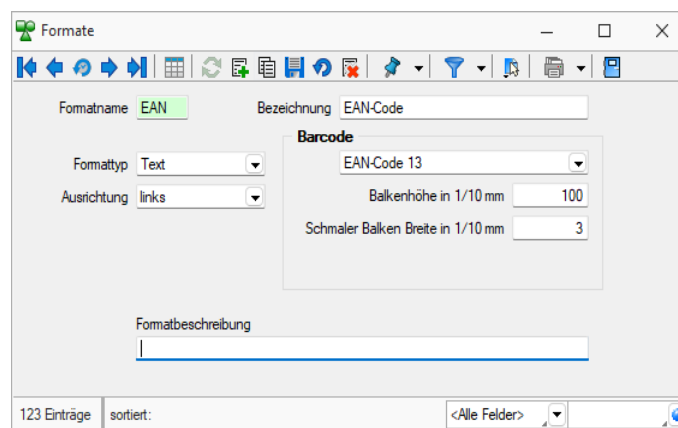 Formate
Formatname EAN Bezeichnung EAN-Code
Barcode
Formattyp Text EAN-Code 13
Ausrichtung links Balkenhöhe in 1/10 mm 100
Schmaler Balken Breite in 1/10 mm 3
Formatbeschreibung
123 Einträge sortiert: <Alle Felder>